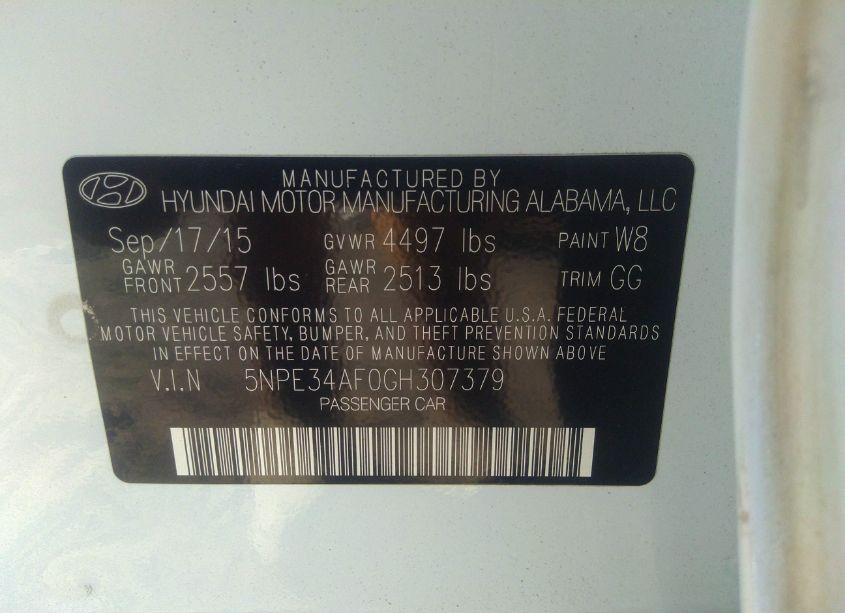 MANUFACTURED BY
HYUNDAI MOTOR MANUFACTURING ALABAMA, LLC
Sep/17/15 GVWR 4497 lbs PAINT W8
GAWR FRONT 2557 lbs GAWR REAR 2513 lbs TRIM GG
THIS VEHICLE CONFORMS TO ALL APPLICABLE U.S.A. FEDERAL
MOTOR VEHICLE SAFETY, BUMPER, AND THEFT PREVENTION STANDARDS
IN EFFECT ON THE DATE OF MANUFACTURE SHOWN ABOVE
V.I.N 5NPE34AF0GH307379
PASSENGER CAR